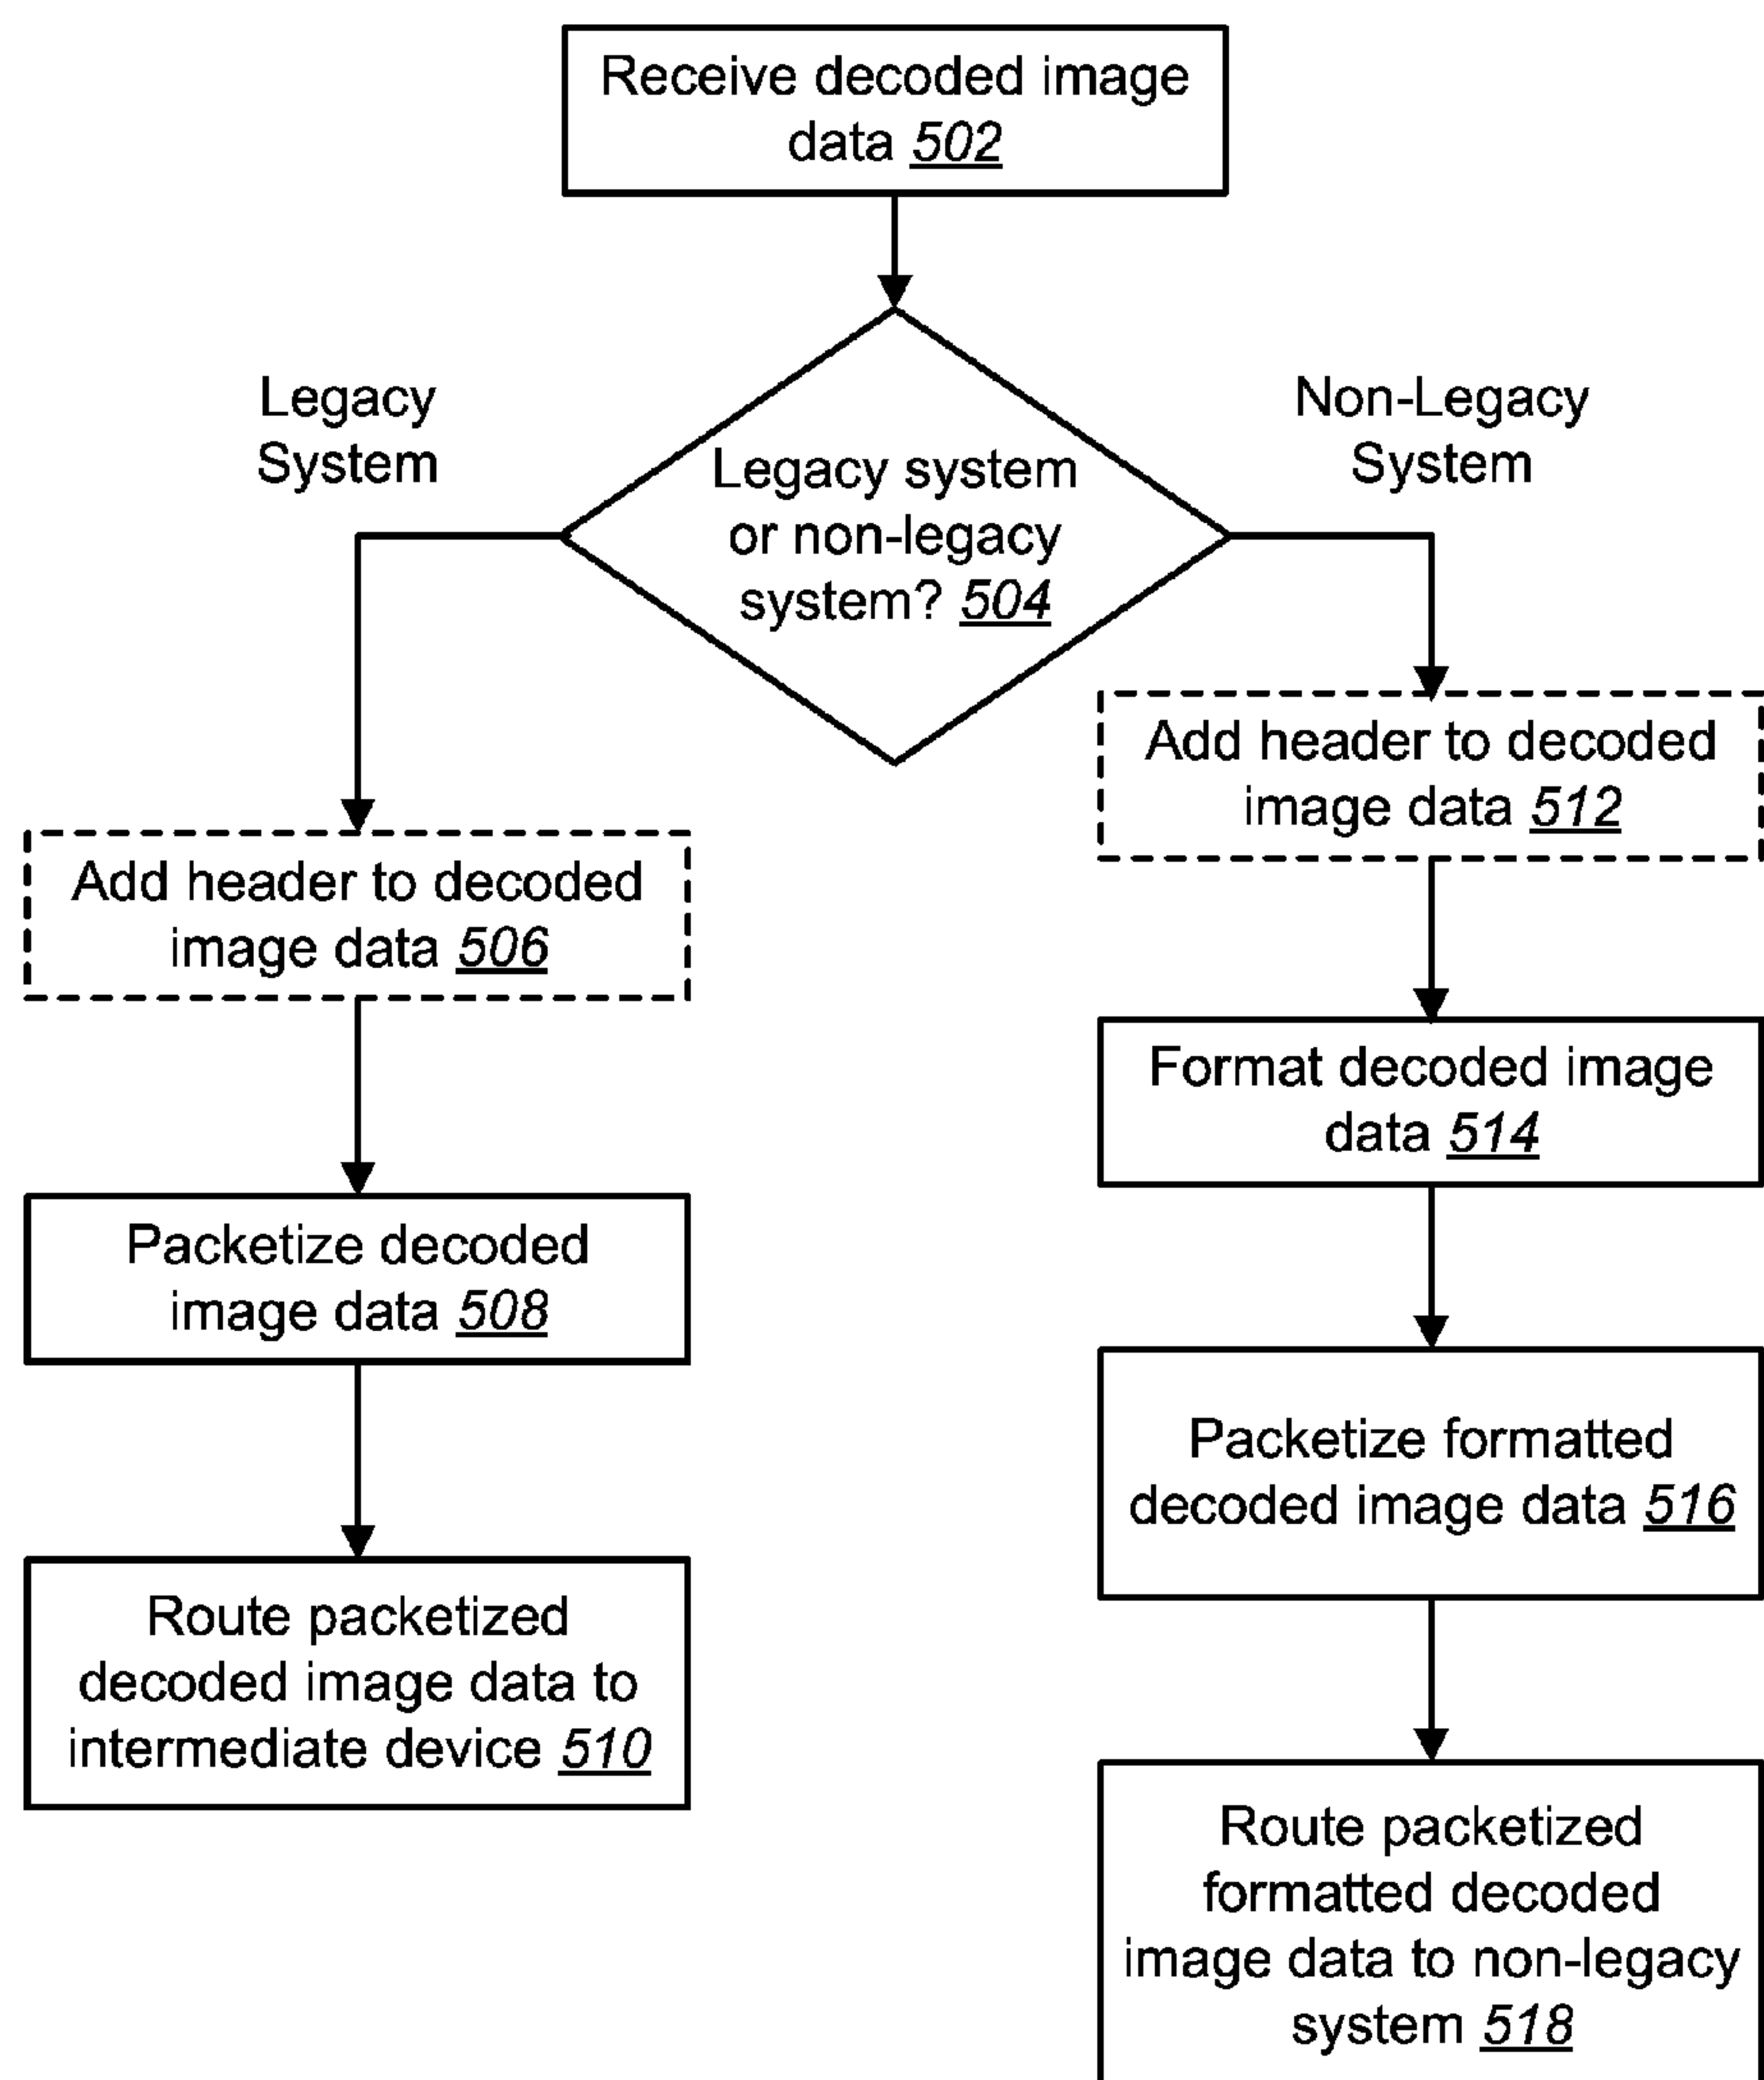 Receive decoded image
data 502
Legacy
System
Non-Legacy
System
Legacy system
or non-legacy
system? 504
Add header to decoded
image data 506
Packetize decoded
image data 508
Route packetized
decoded image data to
intermediate device 510
Add header to decoded
image data 512
Format decoded image
data 514
Packetize formatted
decoded image data 516
Route packetized
formatted decoded
image data to non-legacy
system 518